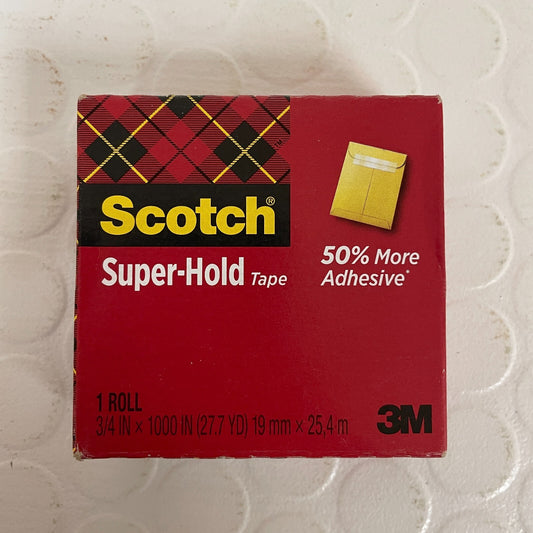 Scotch®
Super-Hold Tape
50% More
Adhesive*
1 ROLL
3/4 IN × 1000 IN (27.7 YD) 19 mm × 25,4 m
3M